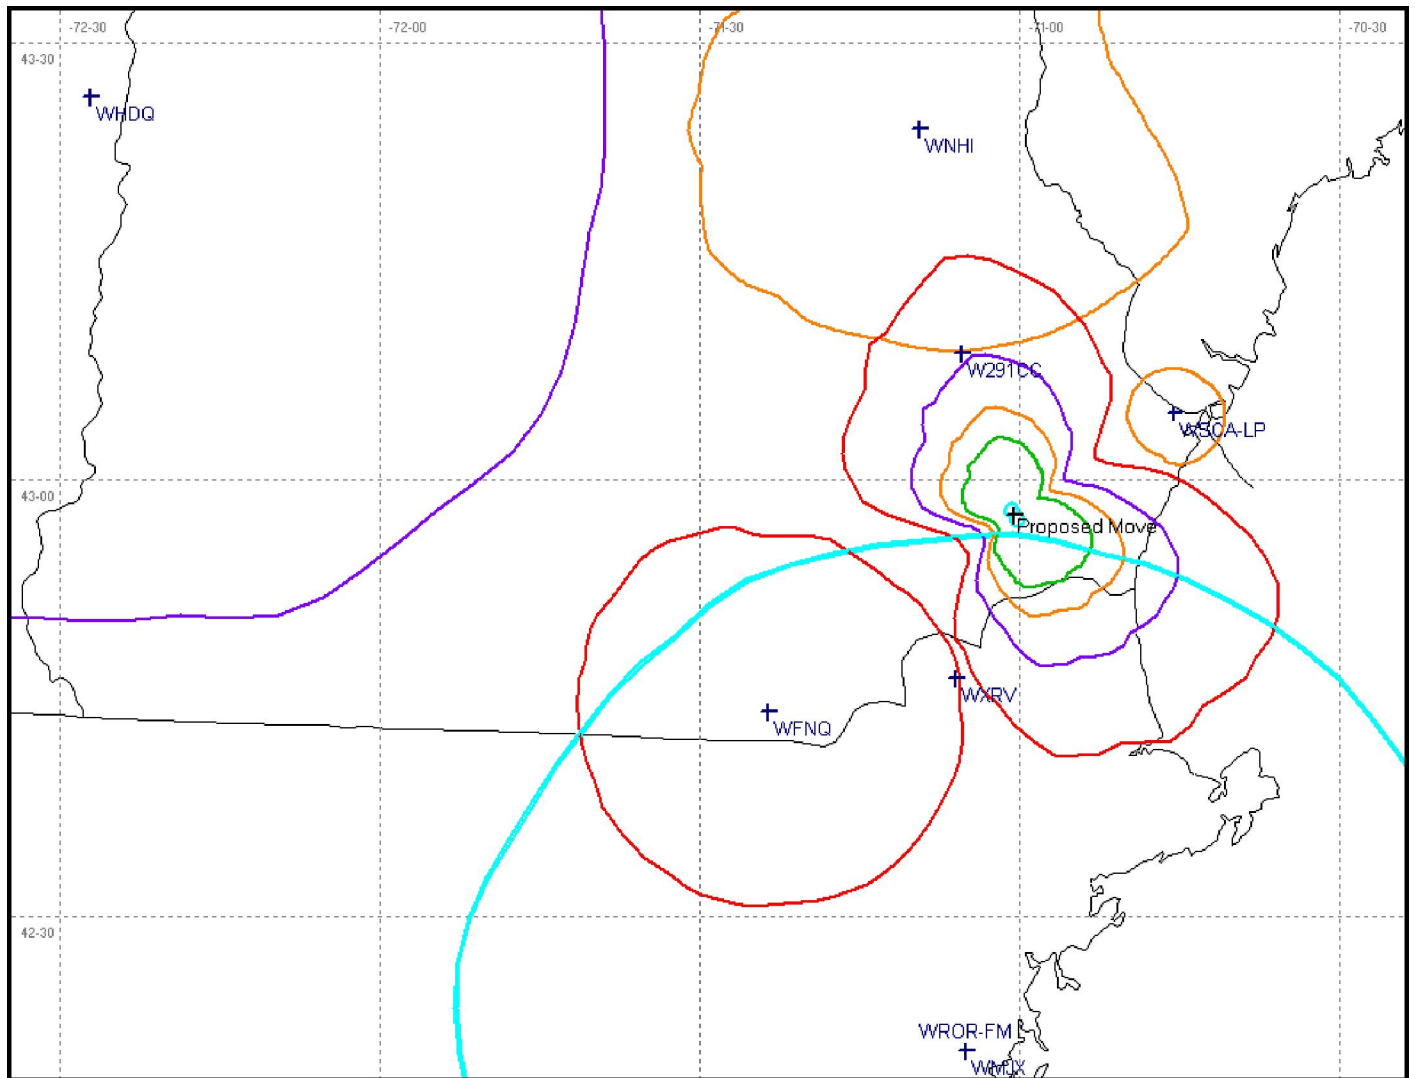 -72-30
-72-00
-71-30
-71-00
-70-30
43-30
WHDQ
WNHI
W291CC
WSCA-LP
43-00
Proposed Move
WXRV
WFNQ
42-30
WROR-FM
WMJX